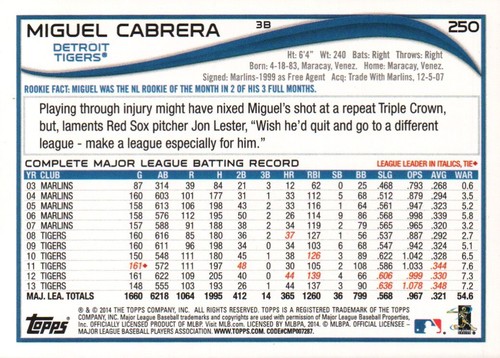 MIGUEL CABRERA 3B 250
DETROIT
TIGERS®
Ht: 6'4" Wt: 240 Bats: Right Throws: Right
Born: 4-18-83, Maracay, Venez. Home: Maracay, Venez.
Signed: Marlins-1999 as Free Agent Acq: Trade With Marlins, 12-5-07
ROOKIE FACT: MIGUEL WAS THE NL ROOKIE OF THE MONTH IN 2 OF HIS 3 FULL MONTHS.
Playing through injury might have nixed Miguel's shot at a repeat Triple Crown,
but, laments Red Sox pitcher Jon Lester, "Wish he'd quit and go to a different
league - make a league especially for him."
COMPLETE MAJOR LEAGUE BATTING RECORD LEAGUE LEADER IN ITALICS, TIE♦
YR CLUB G AB R H 2B 3B HR RBI SB BB SLG OPS AVG WAR
03 MARLINS 87 314 39 84 21 3 12 62 0 25 .468 .793 .268 0.6
04 MARLINS 160 603 101 177 31 1 33 112 5 68 .512 .879 .294 3.5
05 MARLINS 158 613 106 198 43 2 33 116 1 64 .561 .947 .323 5.2
06 MARLINS 158 576 112 195 50 2 26 114 9 86 .568 .998 .339 5.8
07 MARLINS 157 588 91 188 38 2 34 119 2 79 .565 .965 .320 3.2
08 TIGERS 160 616 85 180 36 2 37 127 1 56 .537 .887 .292 2.7
09 TIGERS 160 611 96 198 34 0 34 103 6 68 .547 .942 .324 5.1
10 TIGERS 150 548 111 180 45 1 38 126 3 89 .622 1.042 .328 6.4
11 TIGERS 161♦ 572 111 197 48 0 30 105 2 108 .586 1.033 .344 7.6
12 TIGERS 161 622 109 205 40 0 44 139 4 66 .606 .999 .330 7.3
13 TIGERS 148 555 103 193 26 1 44 137 3 90 .636 1.078 .348 7.2
MAJ. LEA. TOTALS 1660 6218 1064 1995 412 14 365 1260 36 799 .568 .967 .321 54.6
Topps
® & © 2014 THE TOPPS COMPANY, INC. ALL RIGHTS RESERVED. TOPPS IS A REGISTERED TRADEMARK OF THE TOPPS
COMPANY, INC. Major League Baseball trademarks and copyrights are used with permission of Major League Baseball Properties,
Inc. OFFICIALLY LICENSED PRODUCT OF MLBP. Visit MLB.com. LICENSED BY MLBPA, 2014. © MLBPA – OFFICIAL LICENSEE –
MAJOR LEAGUE BASEBALL PLAYERS ASSOCIATION. WWW.TOPPS.COM. CODE#CMP007287.